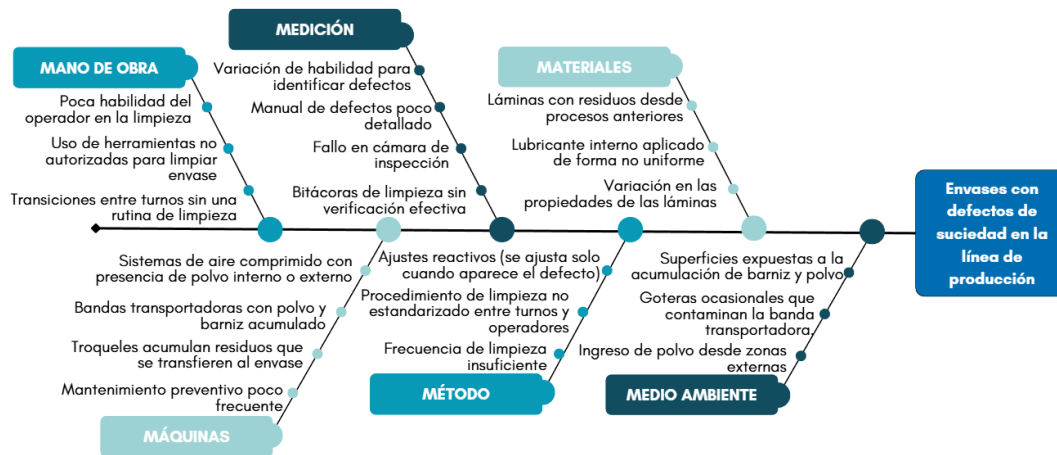 MEDICIÓN
MANO DE OBRA
MATERIALES
Variación de habilidad para
identificar defectos
Manual de defectos poco
detallado
Fallo en cámara de
inspección
Bitácoras de limpieza sin
verificación efectiva
Poca habilidad del
operador en la limpieza
Uso de herramientas no
autorizadas para limpiar
envase
Transiciones entre turnos sin una
rutina de limpieza
Láminas con residuos desde
procesos anteriores
Lubricante interno aplicado
de forma no uniforme
Variación en las
propiedades de las láminas
Envases con
defectos de
suciedad en la
línea de
producción
Sistemas de aire comprimido con
presencia de polvo interno o externo
Bandas transportadoras con polvo y
barniz acumulado
Troqueles acumulan residuos que
se transfieren al envase
Mantenimiento preventivo poco
frecuente
MÁQUINAS
Ajustes reactivos (se ajusta solo
cuando aparece el defecto)
Procedimiento de limpieza no
estandarizado entre turnos y
operadores
Frecuencia de limpieza
insuficiente
MÉTODO
Superficies expuestas a la
acumulación de barniz y polvo
Goteras ocasionales que
contaminan la banda
transportadora.
Ingreso de polvo desde zonas
externas
MEDIO AMBIENTE